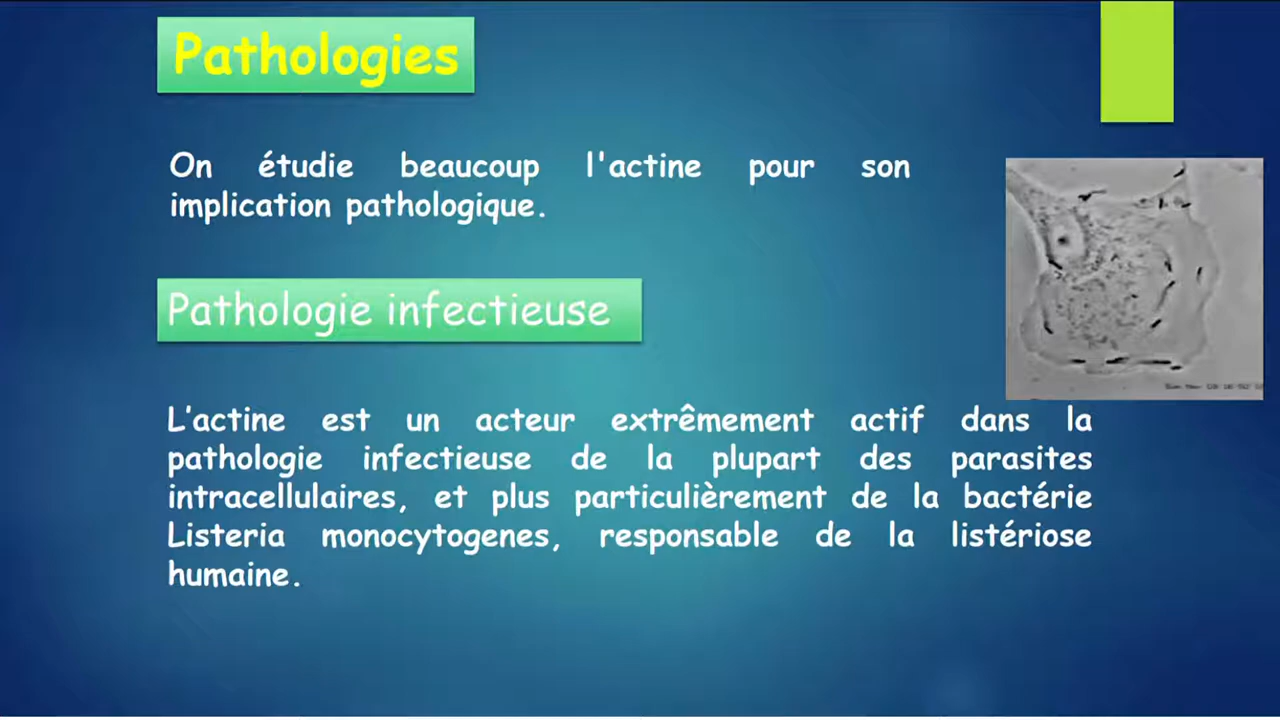 Pathologies
On étudie beaucoup l'actine pour son
implication pathologique.
Pathologie infectieuse
L’actine est un acteur extrêmement actif dans la
pathologie infectieuse de la plupart des parasites
intracellulaires, et plus particulièrement de la bactérie
Listeria monocytogenes, responsable de la listériose
humaine.